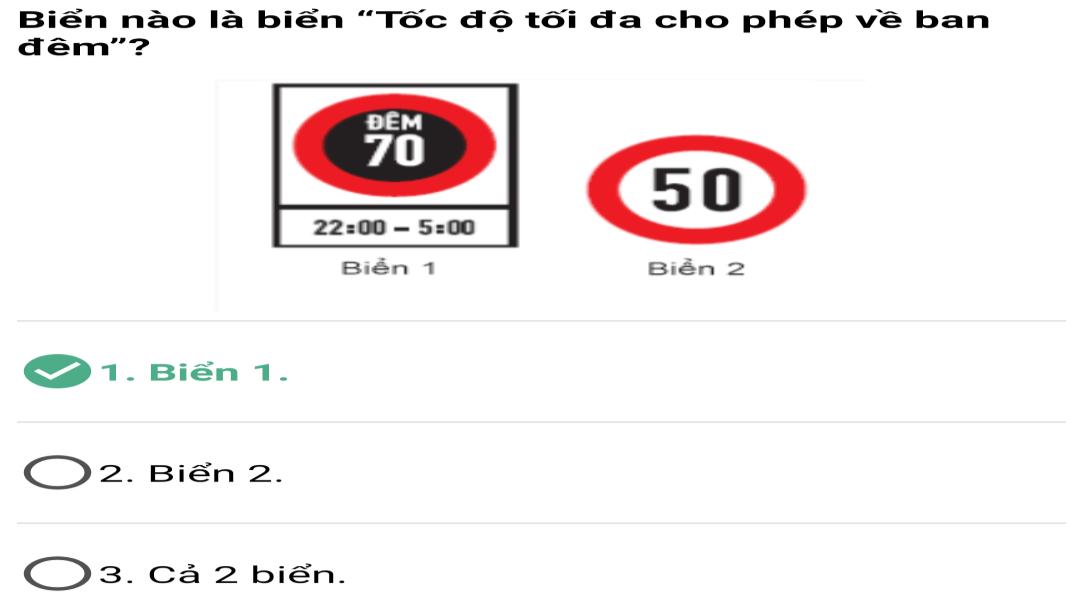 Biển nào là biển “Tốc độ tối đa cho phép về ban
đêm”?
ĐÊM
70
22:00 – 5:00
Biển 1
50
Biển 2
1. Biển 1.
2. Biển 2.
3. Cả 2 biển.